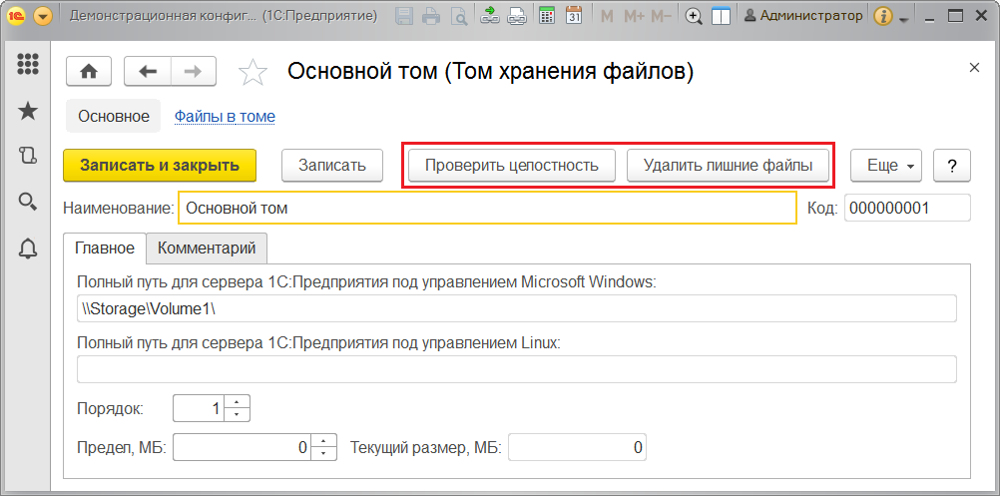 Демонстрационная конфиг... (1С:Предприятие) M M+ M- 31 Администратор
Основной том (Том хранения файлов)
Основное Файлы в томе
Записать и закрыть Записать Проверить целостность Удалить лишние файлы Еще ?
Наименование: Основной том Код: 000000001
Главное Комментарий
Полный путь для сервера 1С:Предприятия под управлением Microsoft Windows:
\\Storage\Volume1\
Полный путь для сервера 1С:Предприятия под управлением Linux:
Порядок: 1
Предел, МБ: 0 Текущий размер, МБ: 0